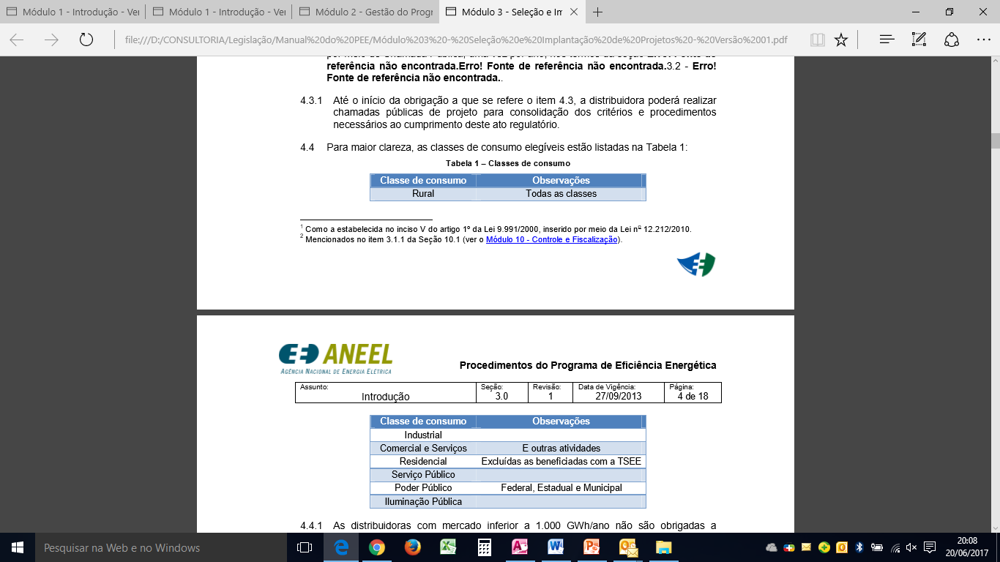 Módulo 1 - Introdução - Ver
Módulo 1 - Introdução - Ver
Módulo 2 - Gestão do Progr
Módulo 3 - Seleção e Im
file:///D:/CONSULTORIA/Legislação/Manual%20do%20PEE/Módulo%203%20-%20Seleção%20e%20Implantação%20de%20Projetos%20-%20Versão%2001.pdf
referência não encontrada.Erro! Fonte de referência não encontrada.3.2 - Erro!
Fonte de referência não encontrada..
4.3.1 Até o início da obrigação a que se refere o item 4.3, a distribuidora poderá realizar
chamadas públicas de projeto para consolidação dos critérios e procedimentos
necessários ao cumprimento deste ato regulatório.
4.4 Para maior clareza, as classes de consumo elegíveis estão listadas na Tabela 1:
Tabela 1 – Classes de consumo
Classe de consumo Observações
Rural Todas as classes
1 Como a estabelecida no inciso V do artigo 1º da Lei 9.991/2000, inserido por meio da Lei nº 12.212/2010.
2 Mencionados no item 3.1.1 da Seção 10.1 (ver o Módulo 10 - Controle e Fiscalização).
ANEEL
AGÊNCIA NACIONAL DE ENERGIA ELÉTRICA
Procedimentos do Programa de Eficiência Energética
Assunto: Seção: Revisão: Data de Vigência: Página:
Introdução 3.0 1 27/09/2013 4 de 18
Classe de consumo Observações
Industrial
Comercial e Serviços E outras atividades
Residencial Excluídas as beneficiadas com a TSEE
Serviço Público
Poder Público Federal, Estadual e Municipal
Iluminação Pública
4.4.1 As distribuidoras com mercado inferior a 1.000 GWh/ano não são obrigadas a
Pesquisar na Web e no Windows
20:08
20/06/2017